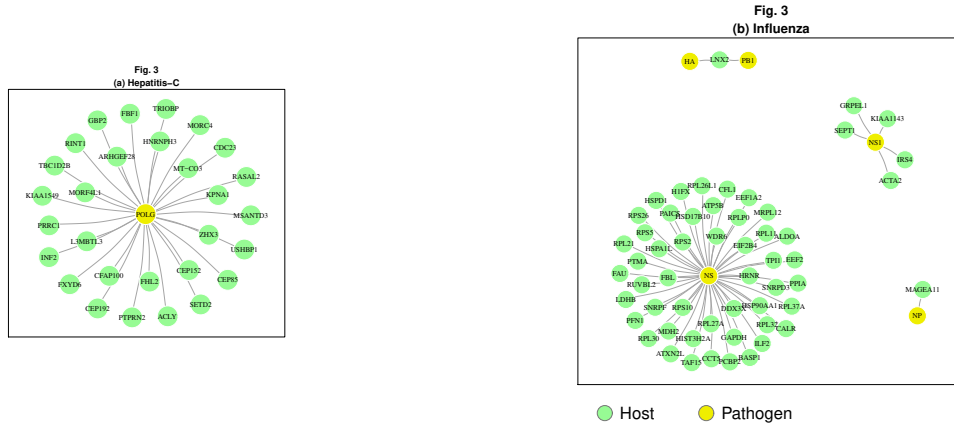 Fig. 3
(a) Hepatitis−C
TRIOBP
FBF1
GBP2
MORC4
HNRNPH3
RINT1
CDC23
ARHGEF28
TBC1D2B
MT−CO3
RASAL2
KIAA1549
MORF4L1
KPNA1
POLG
MSANTD3
PRRC1
ZHX3
L3MBTL3
USHBP1
INF2
CFAP100
CEP152
FXYD6
FHL2
CEP85
CEP192
SETD2
PTPRN2
ACLY
Fig. 3
(b) Influenza
HA
LNX2
PB1
GRPEL1
KIAA1143
SEPT1
NS1
IRS4
ACTA2
RPL26L1
H1FX
CFL1
HSPD1
EEF1A2
ATP5B
RPS26
HSD17B10
RPLP0
MRPL12
RPS5
WDR6
RPL13
ALDOA
RPL21
RPS2
EIF2B4
HSPA1L
PTMA
TPI1
EEF2
FAU
RUVBL2
FBL
NS
HRNR
PPIA
SNRPD3
LDHB
MAGEA11
SNRPF
RPS10
DDX3X
HSP90AA1
RPL37A
PFN1
NP
MDH2
RPL27A
RPL32
CALR
RPL30
HIST3H2A
GAPDH
ILF2
ATXN2L
TAF15
CCT5
PCBP2
BASP1
Host
Pathogen